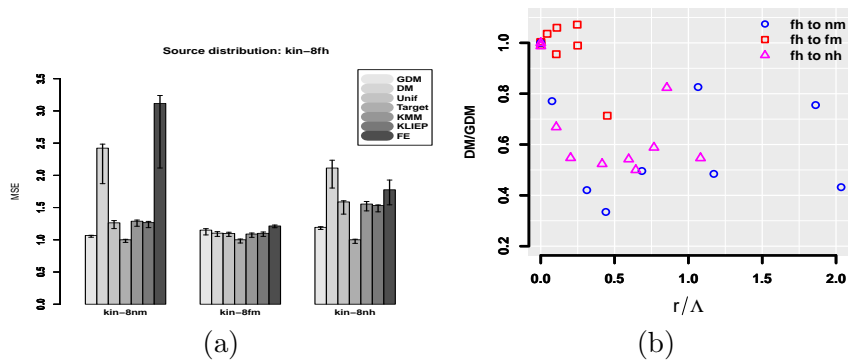 Source distribution: kin-8fh
MSE
0.0
0.5
1.0
1.5
2.0
2.5
3.0
3.5
GDM
DM
Unif
Target
KMM
KLIEP
FE
kin-8nm
kin-8fm
kin-8nh
(a)
DM/GDM
0.2
0.4
0.6
0.8
1.0
fh to nm
fh to fm
fh to nh
0.0 0.5 1.0 1.5 2.0
r/Λ
(b)